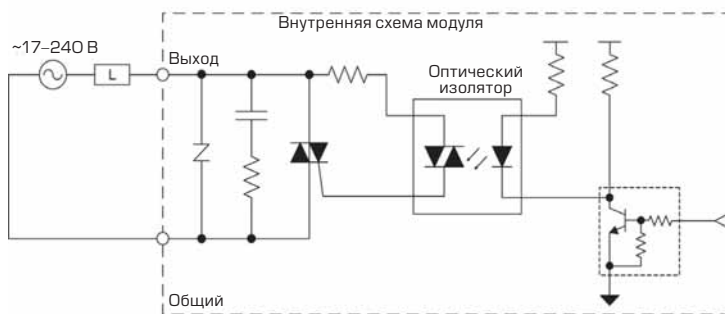 Внутренняя схема модуля
~17–240 В
L
Выход
Оптический
изолятор
Общий